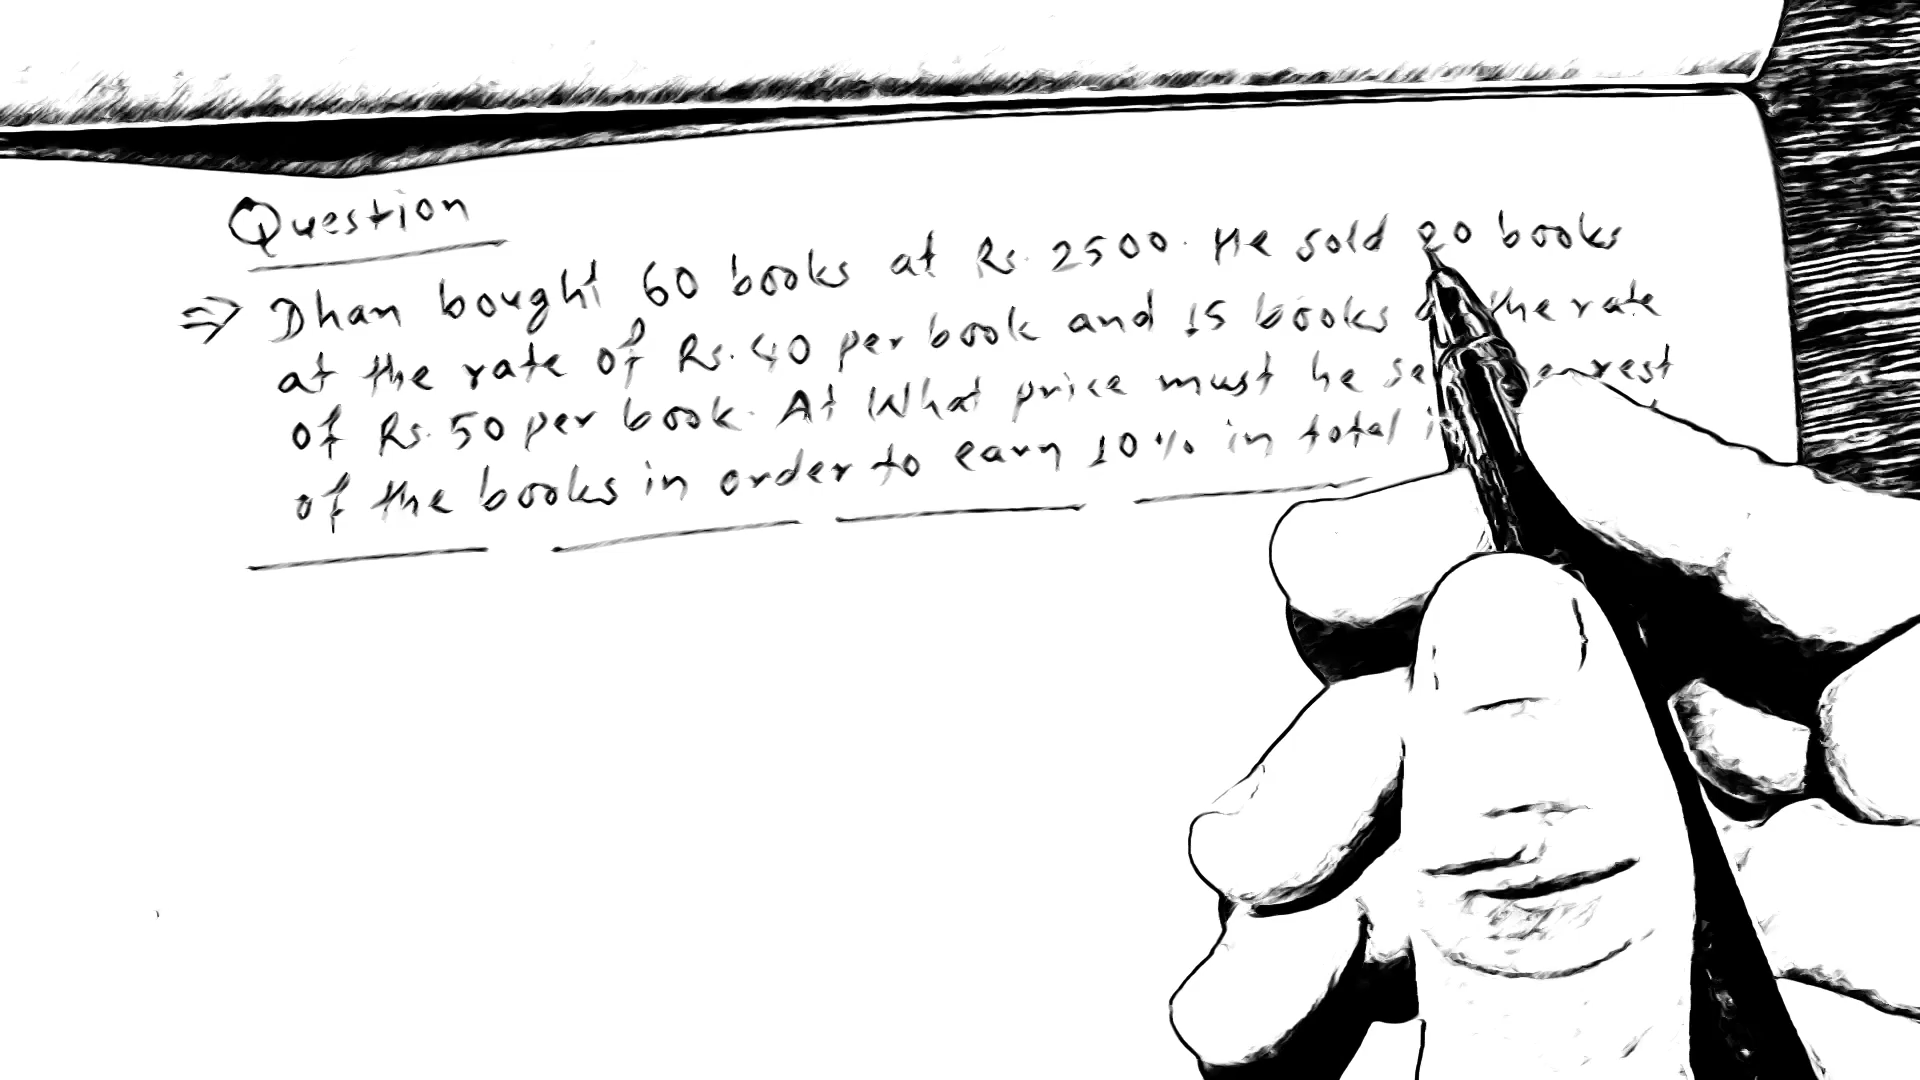 Question
⇒ Dhan bought 60 books at Rs. 2500. He sold 20 books
at the rate of Rs. 40 per book and 15 books the rate
of Rs. 50 per book. At What price must he
of the books in order to earn 10% in total